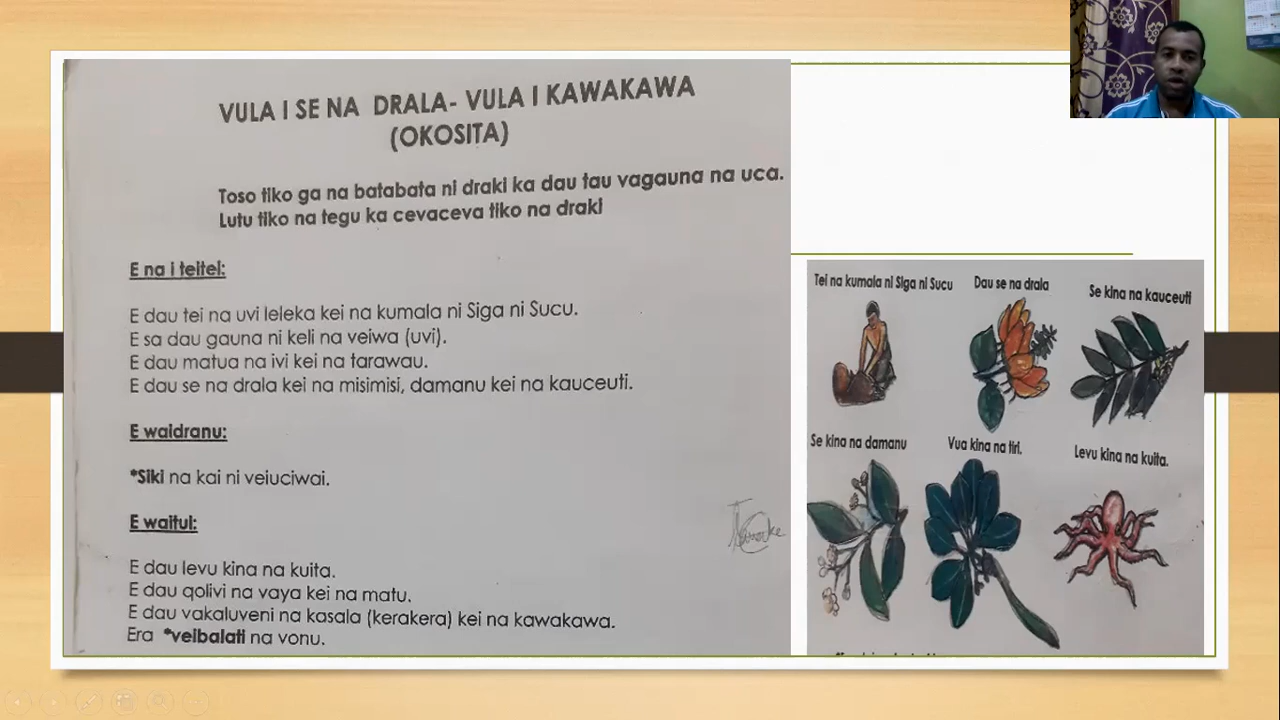 VULA I SE NA DRALA- VULA I KAWAKAWA
(OKOSITA)
Toso tiko ga na batabata ni draki ka dau tau vagauna na uca.
Lutu tiko na tegu ka cevaceva tiko na draki
E na i teitei:
E dau tei na uvi leleka kei na kumala ni Siga ni Sucu.
E sa dau gauna ni keli na veiwa (uvi).
E dau matua na ivi kei na tarawau.
E dau se na drala kei na misimisi, damanu kei na kauceuti.
E waidranu:
*Siki na kai ni veiuciwai.
E waitui:
E dau levu kina na kuita.
E dau qolivi na vaya kei na matu.
E dau vakaluveni na kasala (kerakera) kei na kawakawa.
Era *veibalati na vonu.
Tei na kumala ni Siga ni Sucu
Dau se na drala
Se kina na kauceuti
Se kina na damanu
Vua kina na tiri.
Levu kina na kuita.